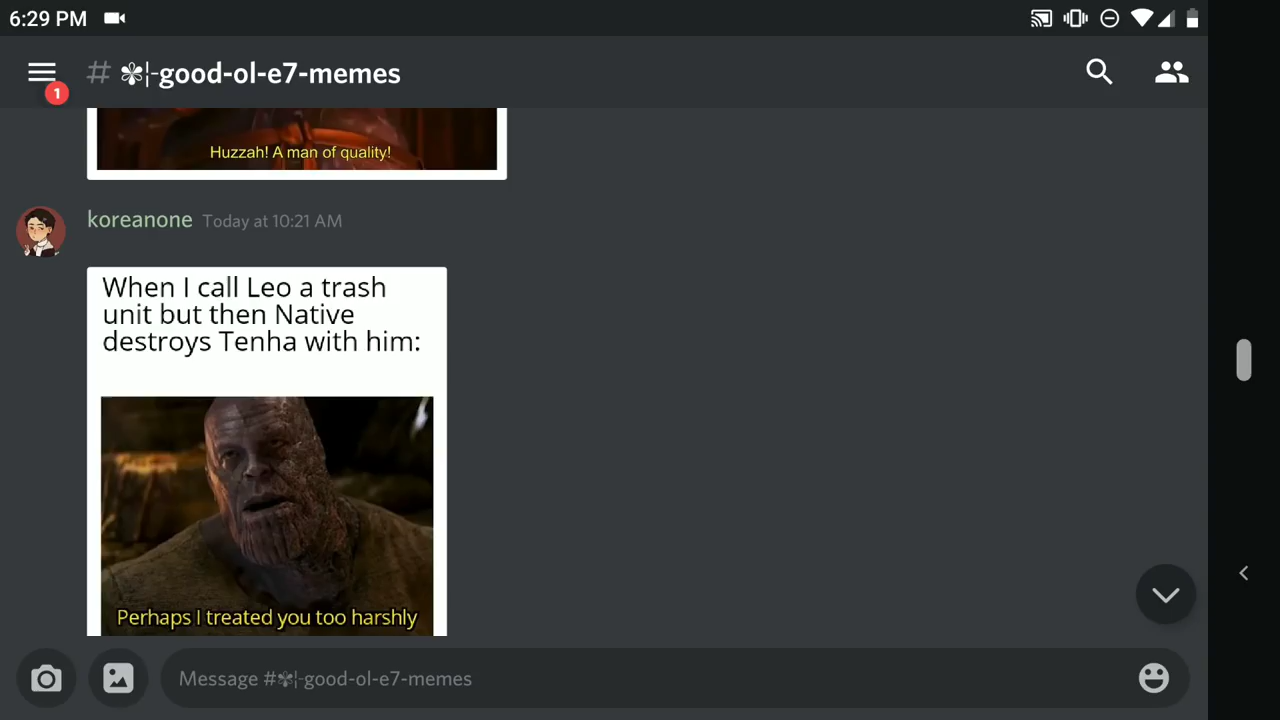 6:29 PM
1
# ✽¦-good-ol-e7-memes
Huzzah! A man of quality!
koreanone Today at 10:21 AM
When I call Leo a trash
unit but then Native
destroys Tenha with him:
Perhaps I treated you too harshly
Message #✽¦-good-ol-e7-memes